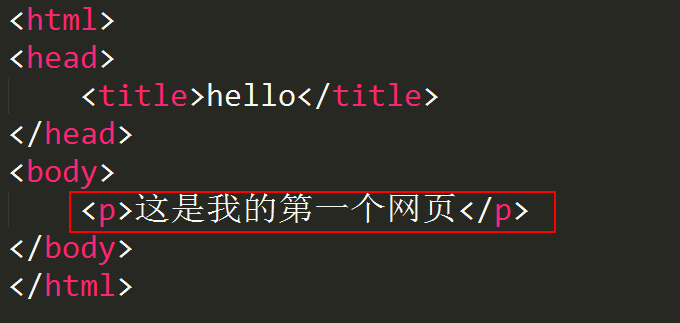 <html>
<head>
    <title>hello</title>
</head>
<body>
    <p>这是我的第一个网页</p>
</body>
</html>